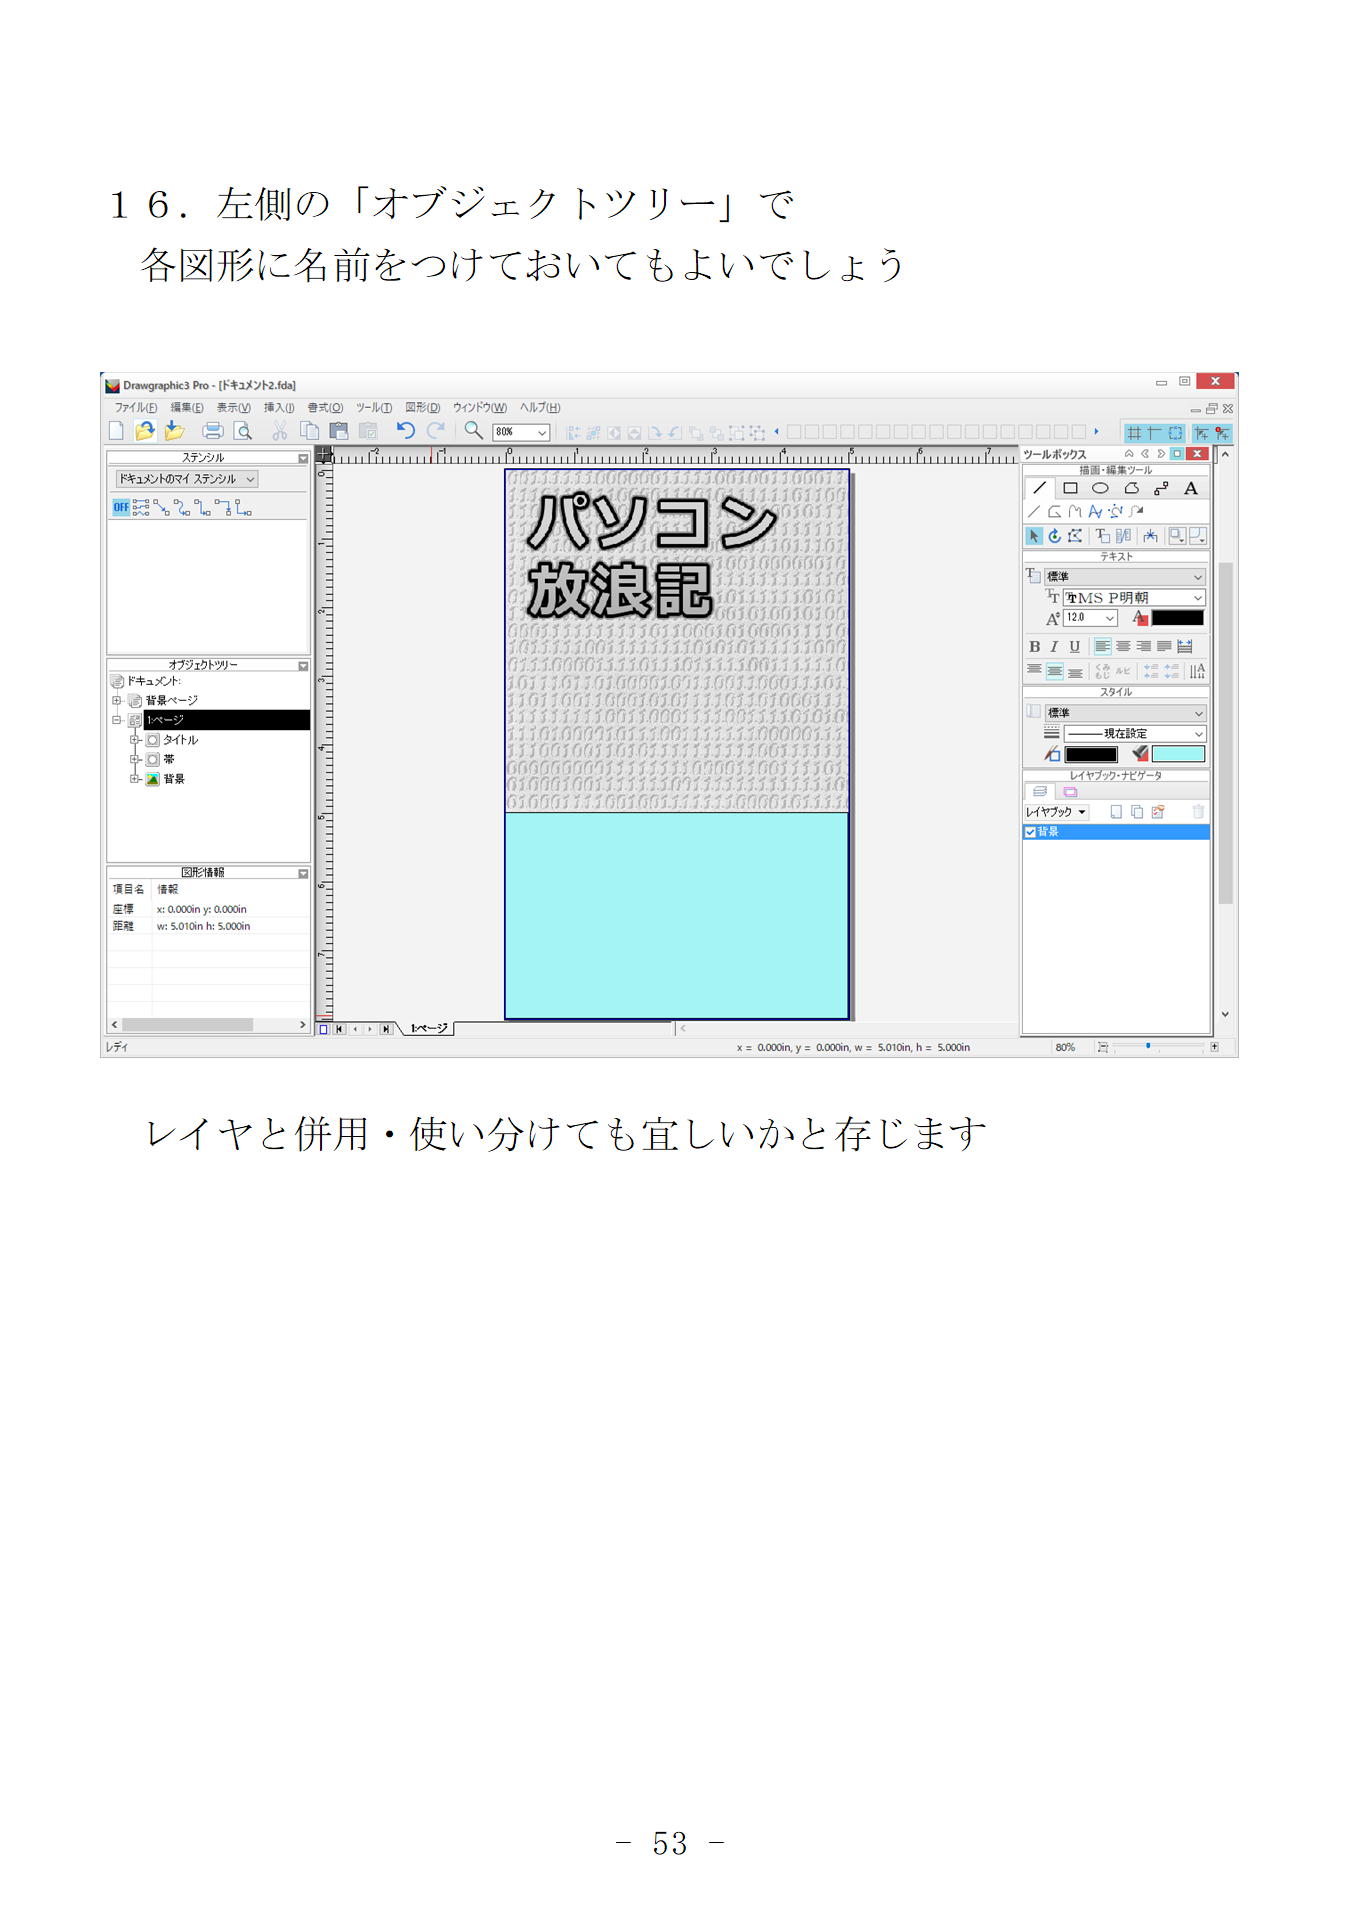 １６．左側の「オブジェクトツリー」で
各図形に名前をつけておいてもよいでしょう
Drawgraphic3 Pro - [ドキュメント2.fda]
ファイル(F) 編集(E) 表示(V) 挿入(I) 書式(O) ツール(T) 図形(D) ウィンドウ(W) ヘルプ(H)
80%
ステンシル
ドキュメントのマイ ステンシル
OFF
オブジェクトツリー
ドキュメント:
背景ページ
1:ページ
タイトル
帯
背景
図形情報
項目名 情報
座標 x: 0.000in y: 0.000in
距離 w: 5.010in h: 5.000in
パソコン
放浪記
1:ページ
ツールボックス
描画・編集ツール
A
テキスト
標準
MS P明朝
12.0
B I U
スタイル
標準
現在設定
レイヤブック・ナビゲータ
レイヤブック
背景
レディ
x = 0.000in, y = 0.000in, w = 5.010in, h = 5.000in
80%
レイヤと併用・使い分けても宜しいかと存じます
- 53 -